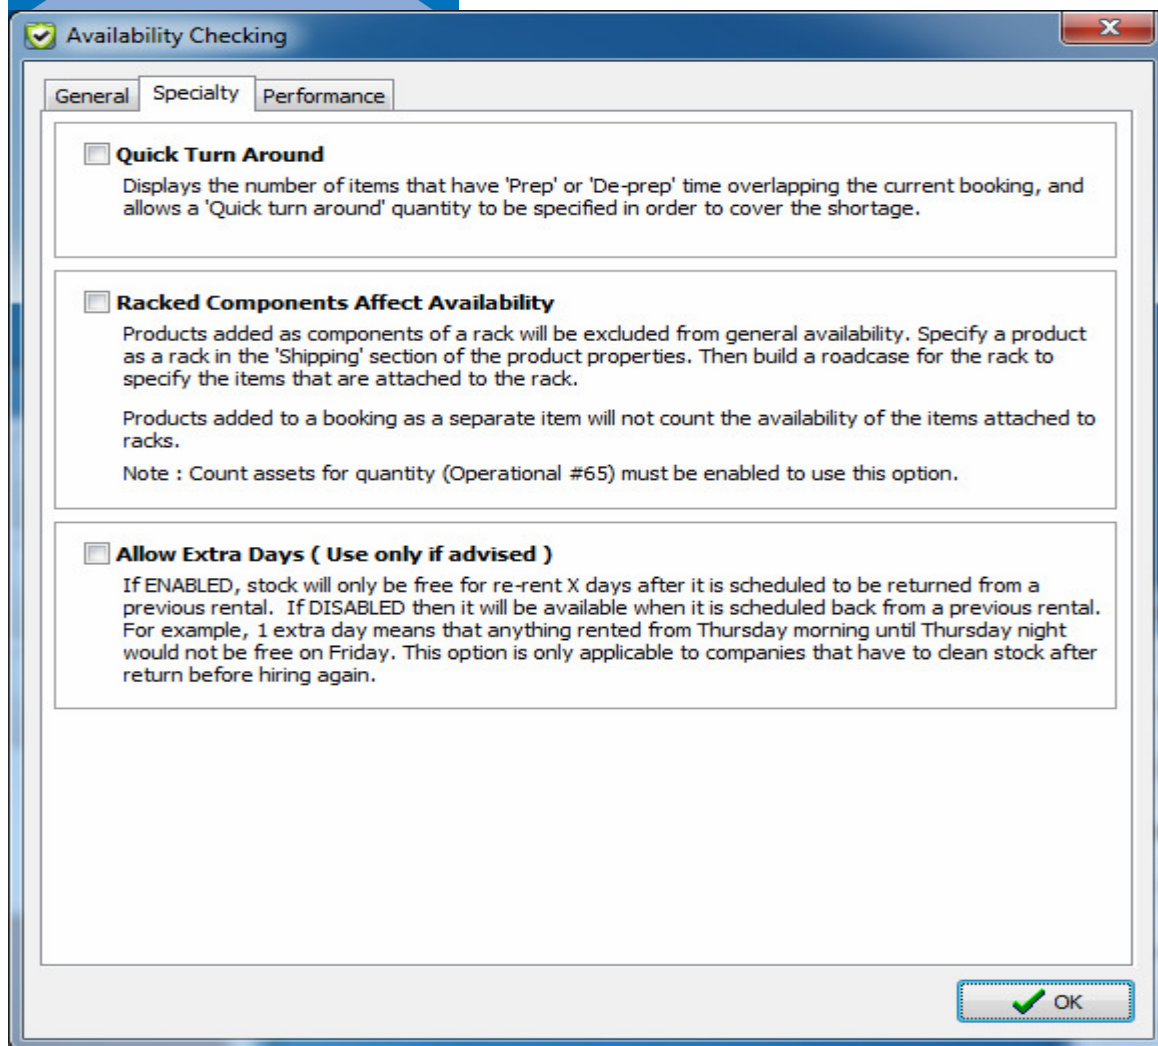 Availability Checking
General Specialty Performance
Quick Turn Around
Displays the number of items that have 'Prep' or 'De-prep' time overlapping the current booking, and
allows a 'Quick turn around' quantity to be specified in order to cover the shortage.
Racked Components Affect Availability
Products added as components of a rack will be excluded from general availability. Specify a product
as a rack in the 'Shipping' section of the product properties. Then build a roadcase for the rack to
specify the items that are attached to the rack.
Products added to a booking as a separate item will not count the availability of the items attached to
racks.
Note : Count assets for quantity (Operational #65) must be enabled to use this option.
Allow Extra Days ( Use only if advised )
If ENABLED, stock will only be free for re-rent X days after it is scheduled to be returned from a
previous rental.  If DISABLED then it will be available when it is scheduled back from a previous rental.
For example, 1 extra day means that anything rented from Thursday morning until Thursday night
would not be free on Friday. This option is only applicable to companies that have to clean stock after
return before hiring again.
OK